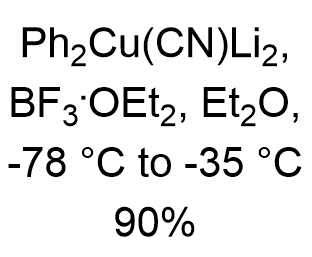 Ph₂Cu(CN)Li₂,
BF₃·OEt₂, Et₂O,
-78 °C to -35 °C
90%